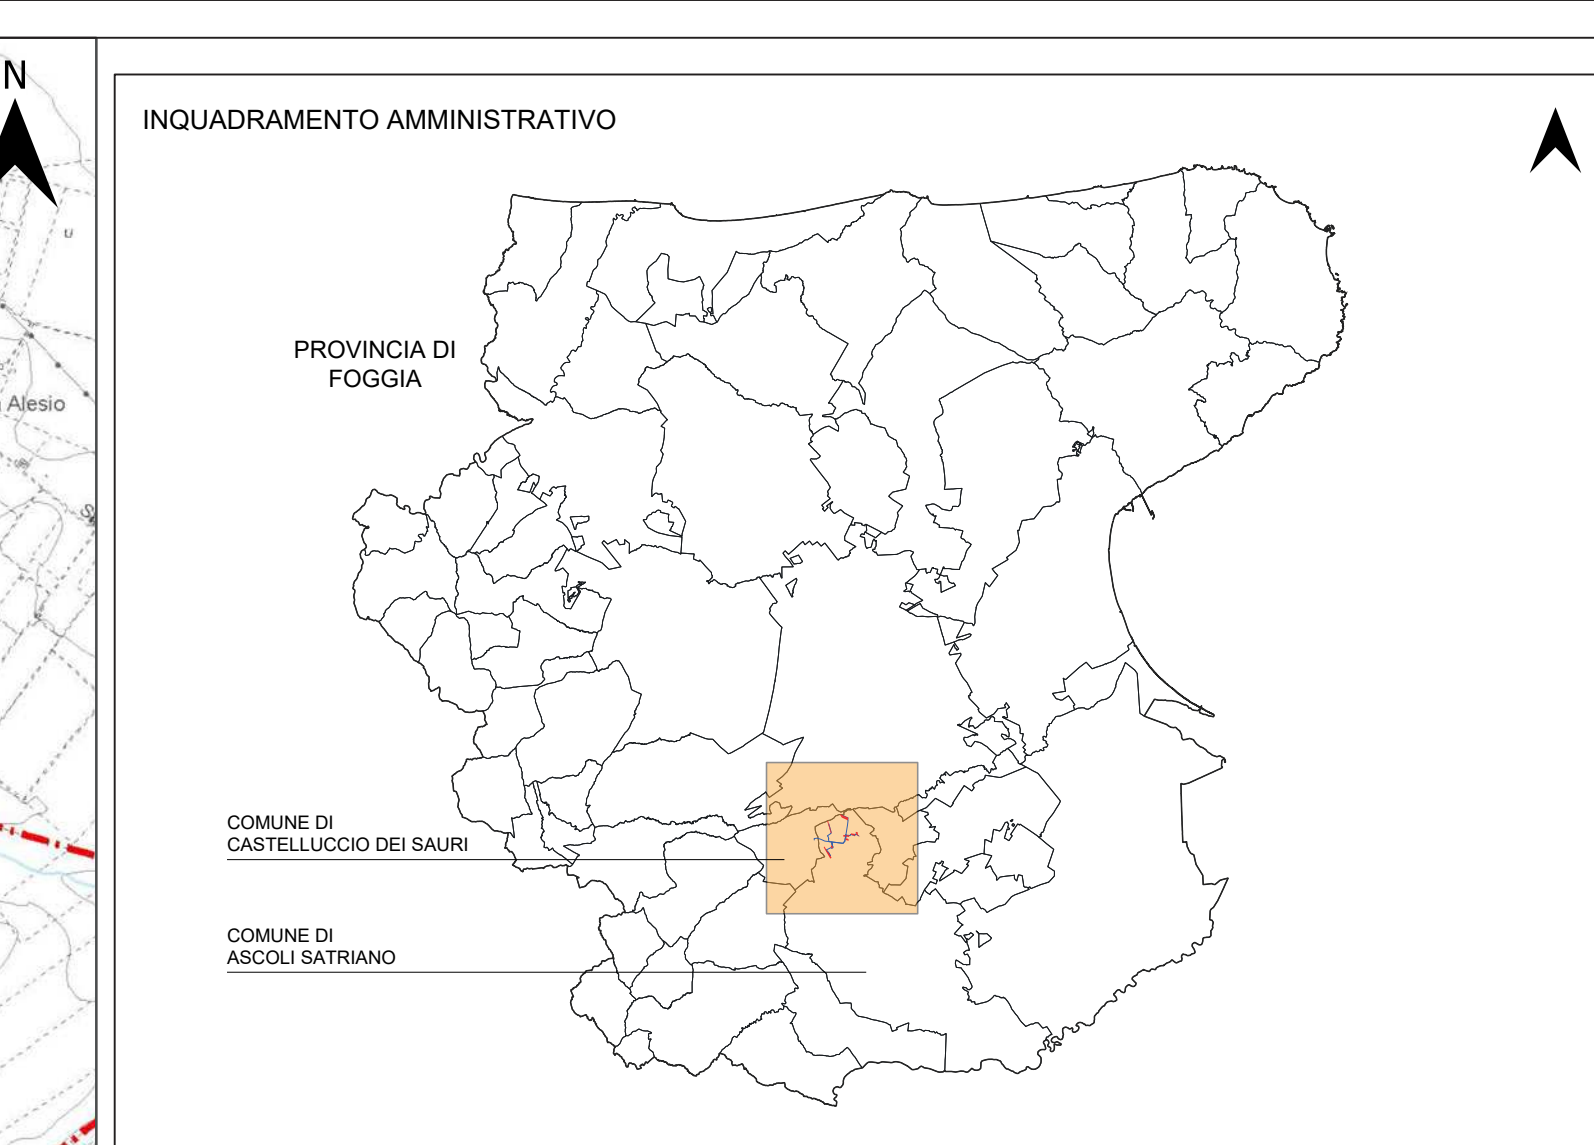 N
INQUADRAMENTO AMMINISTRATIVO
PROVINCIA DI
FOGGIA
Alesio
COMUNE DI
CASTELLUCCIO DEI SAURI
COMUNE DI
ASCOLI SATRIANO